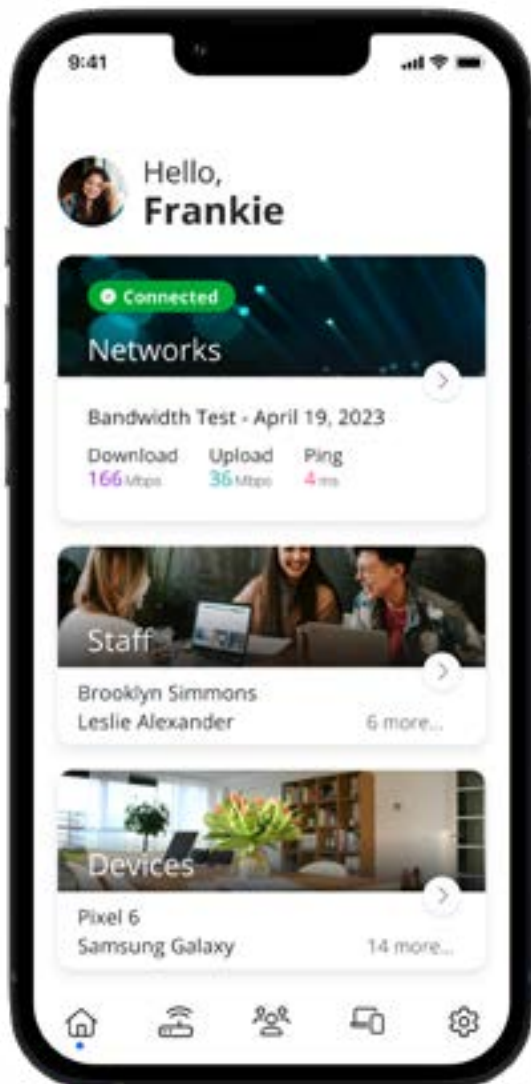 9:41
Hello,
Frankie
Connected
Networks
Bandwidth Test - April 19, 2023
Download Upload Ping
166 Mbps 36 Mbps 4 ms
Staff
Brooklyn Simmons
Leslie Alexander 6 more...
Devices
Pixel 6
Samsung Galaxy 14 more...